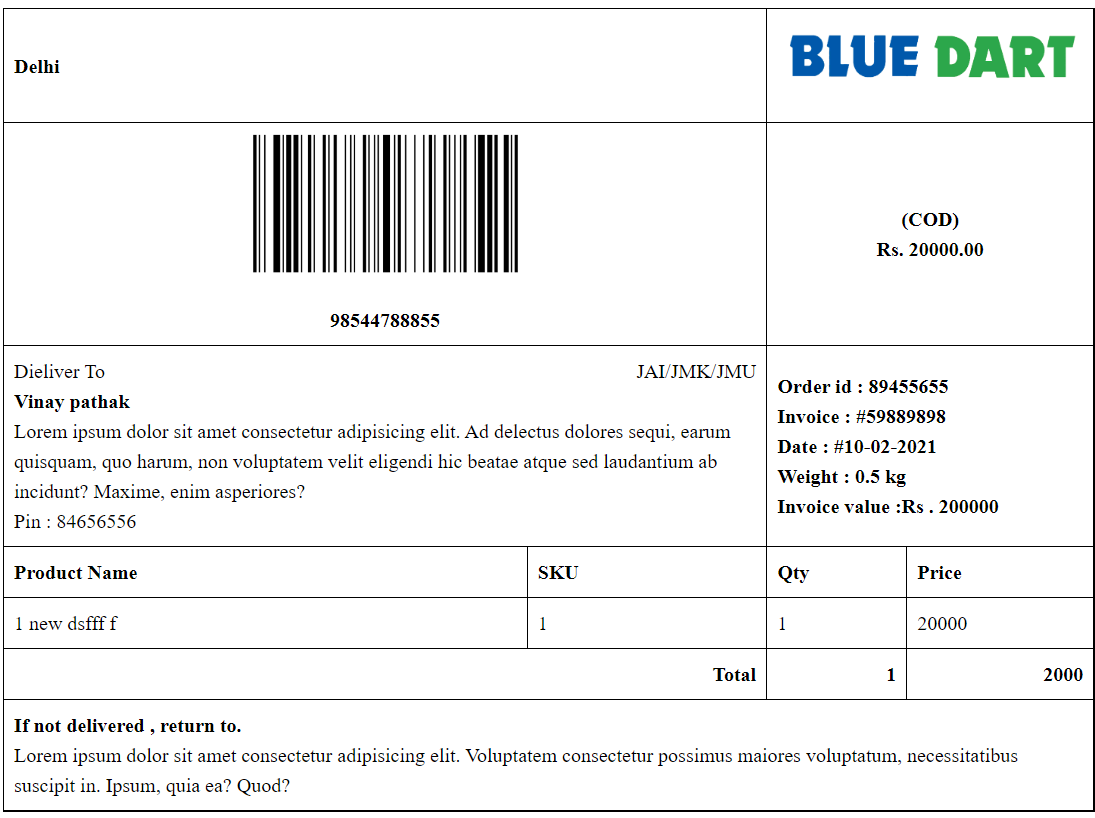 Delhi
BLUE DART
98544788855
(COD)
Rs. 20000.00
Dieliver To
JAI/JMK/JMU
Vinay pathak
Lorem ipsum dolor sit amet consectetur adipisicing elit. Ad delectus dolores sequi, earum
quisquam, quo harum, non voluptatem velit eligendi hic beatae atque sed laudantium ab
incidunt? Maxime, enim asperiores?
Pin : 84656556
Order id : 89455655
Invoice : #59889898
Date : #10-02-2021
Weight : 0.5 kg
Invoice value :Rs . 200000
Product Name SKU Qty Price
1 new dsfff f 1 1 20000
Total 1 2000
If not delivered , return to.
Lorem ipsum dolor sit amet consectetur adipisicing elit. Voluptatem consectetur possimus maiores voluptatum, necessitatibus
suscipit in. Ipsum, quia ea? Quod?